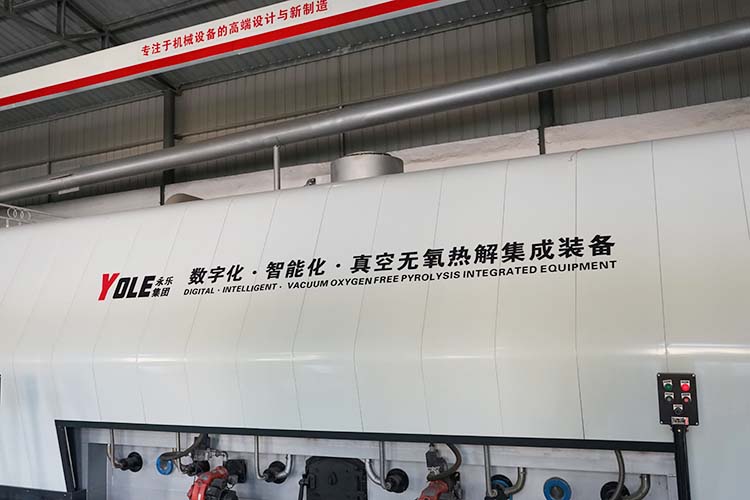 专注于机械设备的高端设计与新制造
YOLE 永乐集团
数字化·智能化·真空无氧热解集成装备
DIGITAL · INTELLIGENT · VACUUM OXYGEN FREE PYROLYSIS INTEGRATED EQUIPMENT